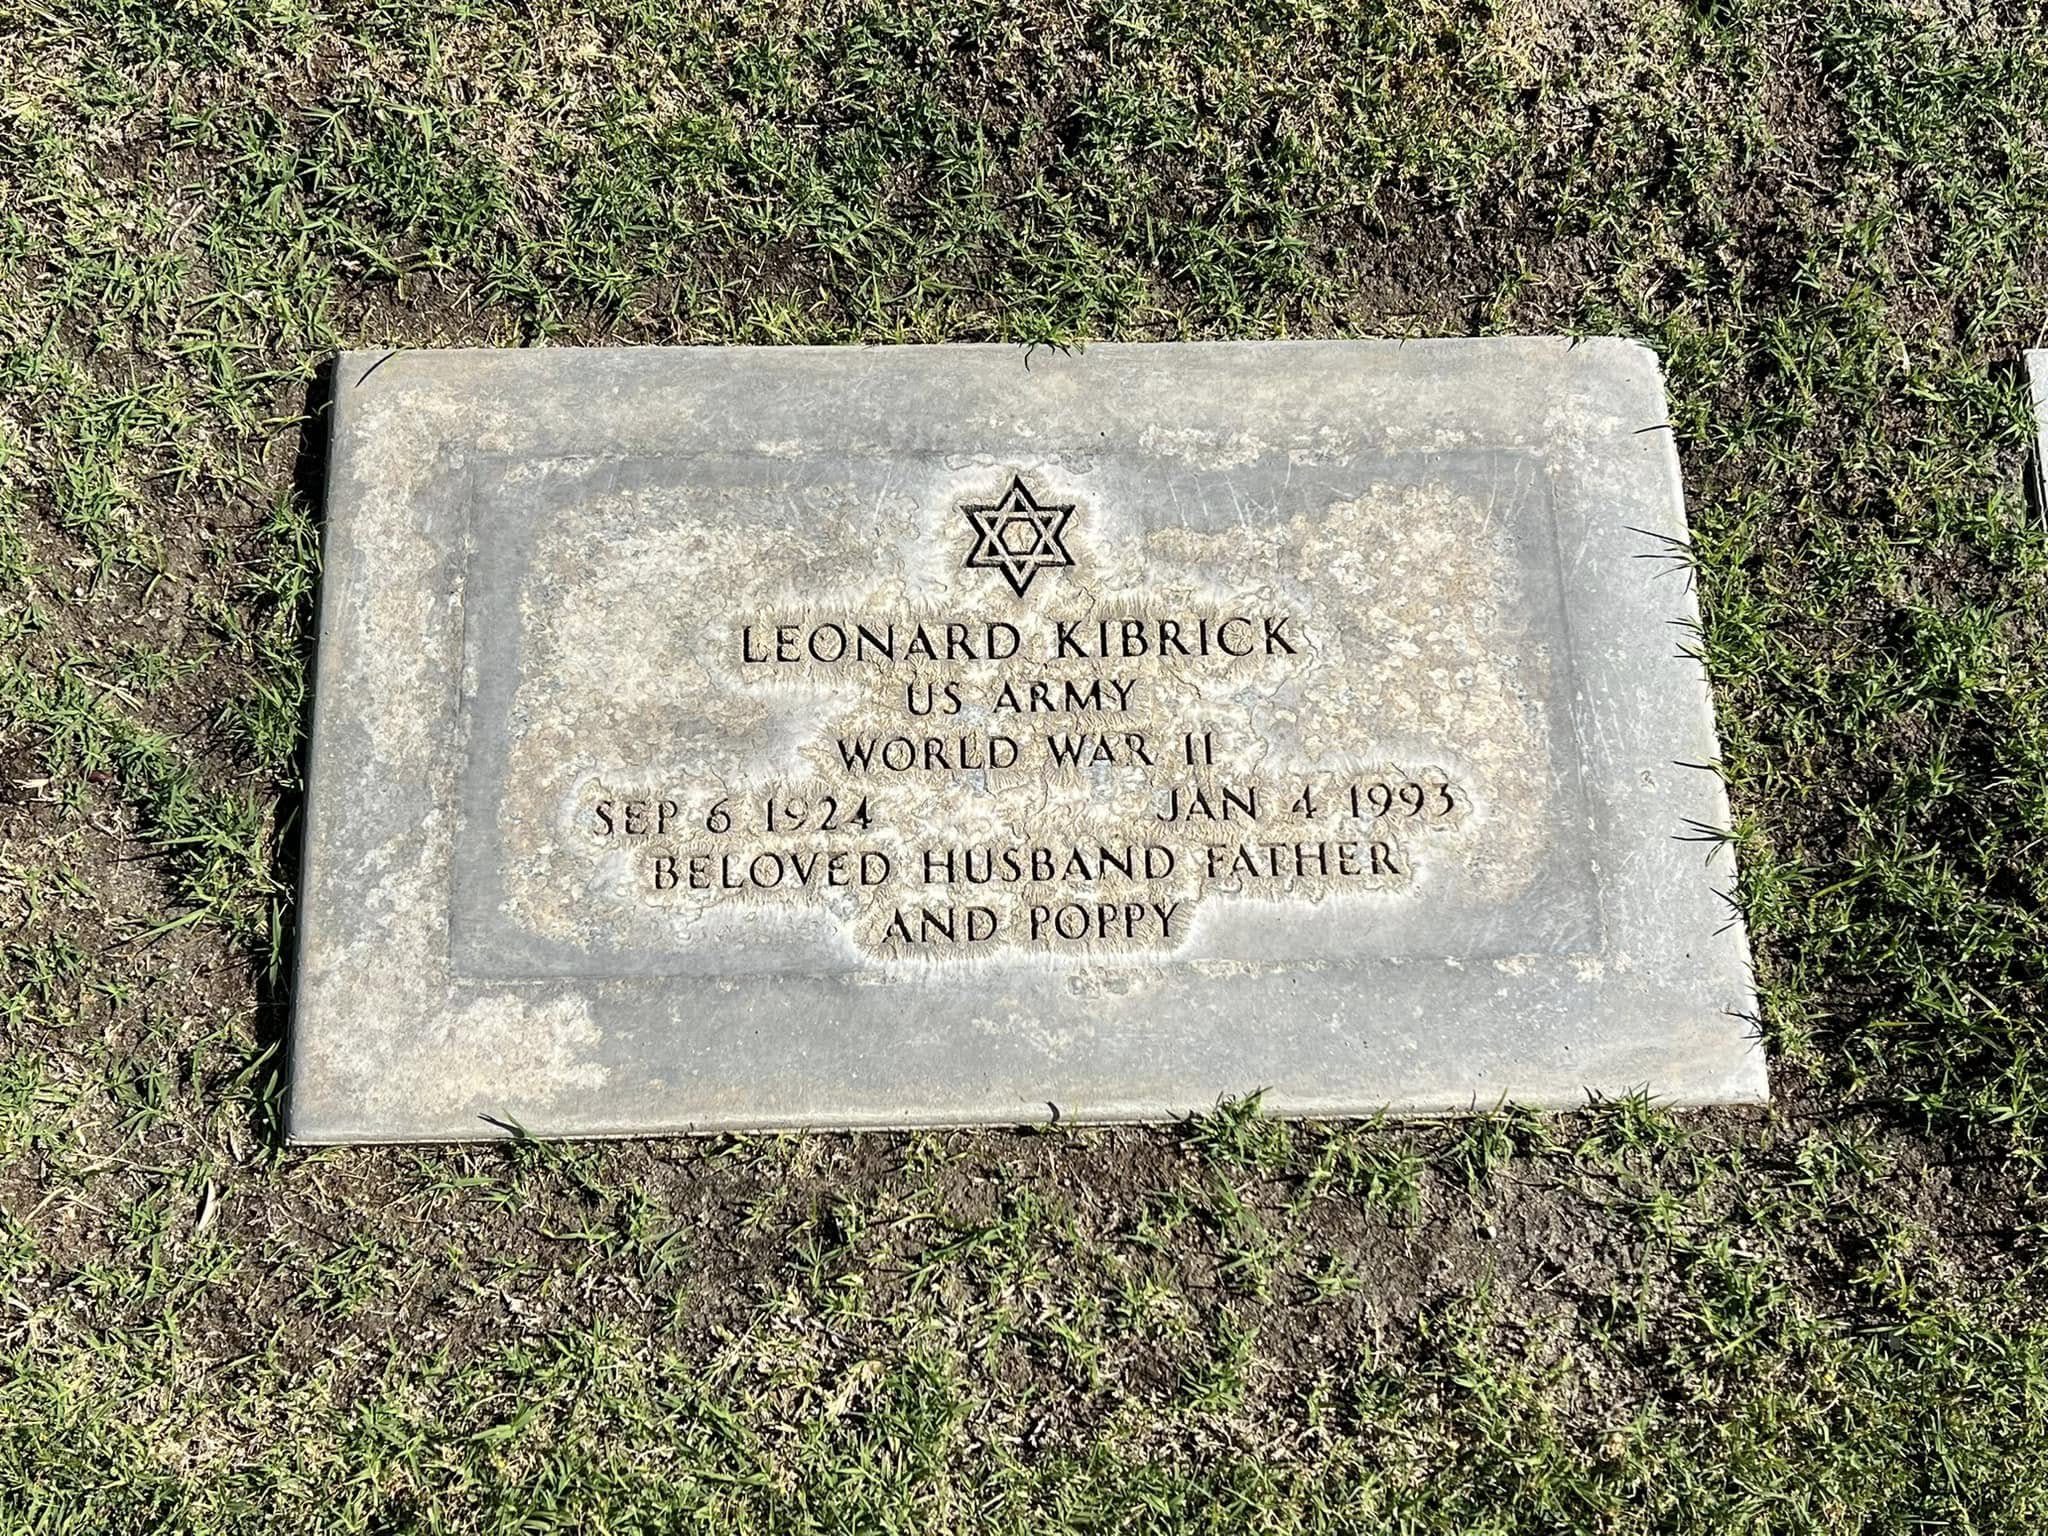 LEONARD KIBRICK
US ARMY
WORLD WAR II
SEP 6 1924 JAN 4 1993
BELOVED HUSBAND FATHER
AND POPPY